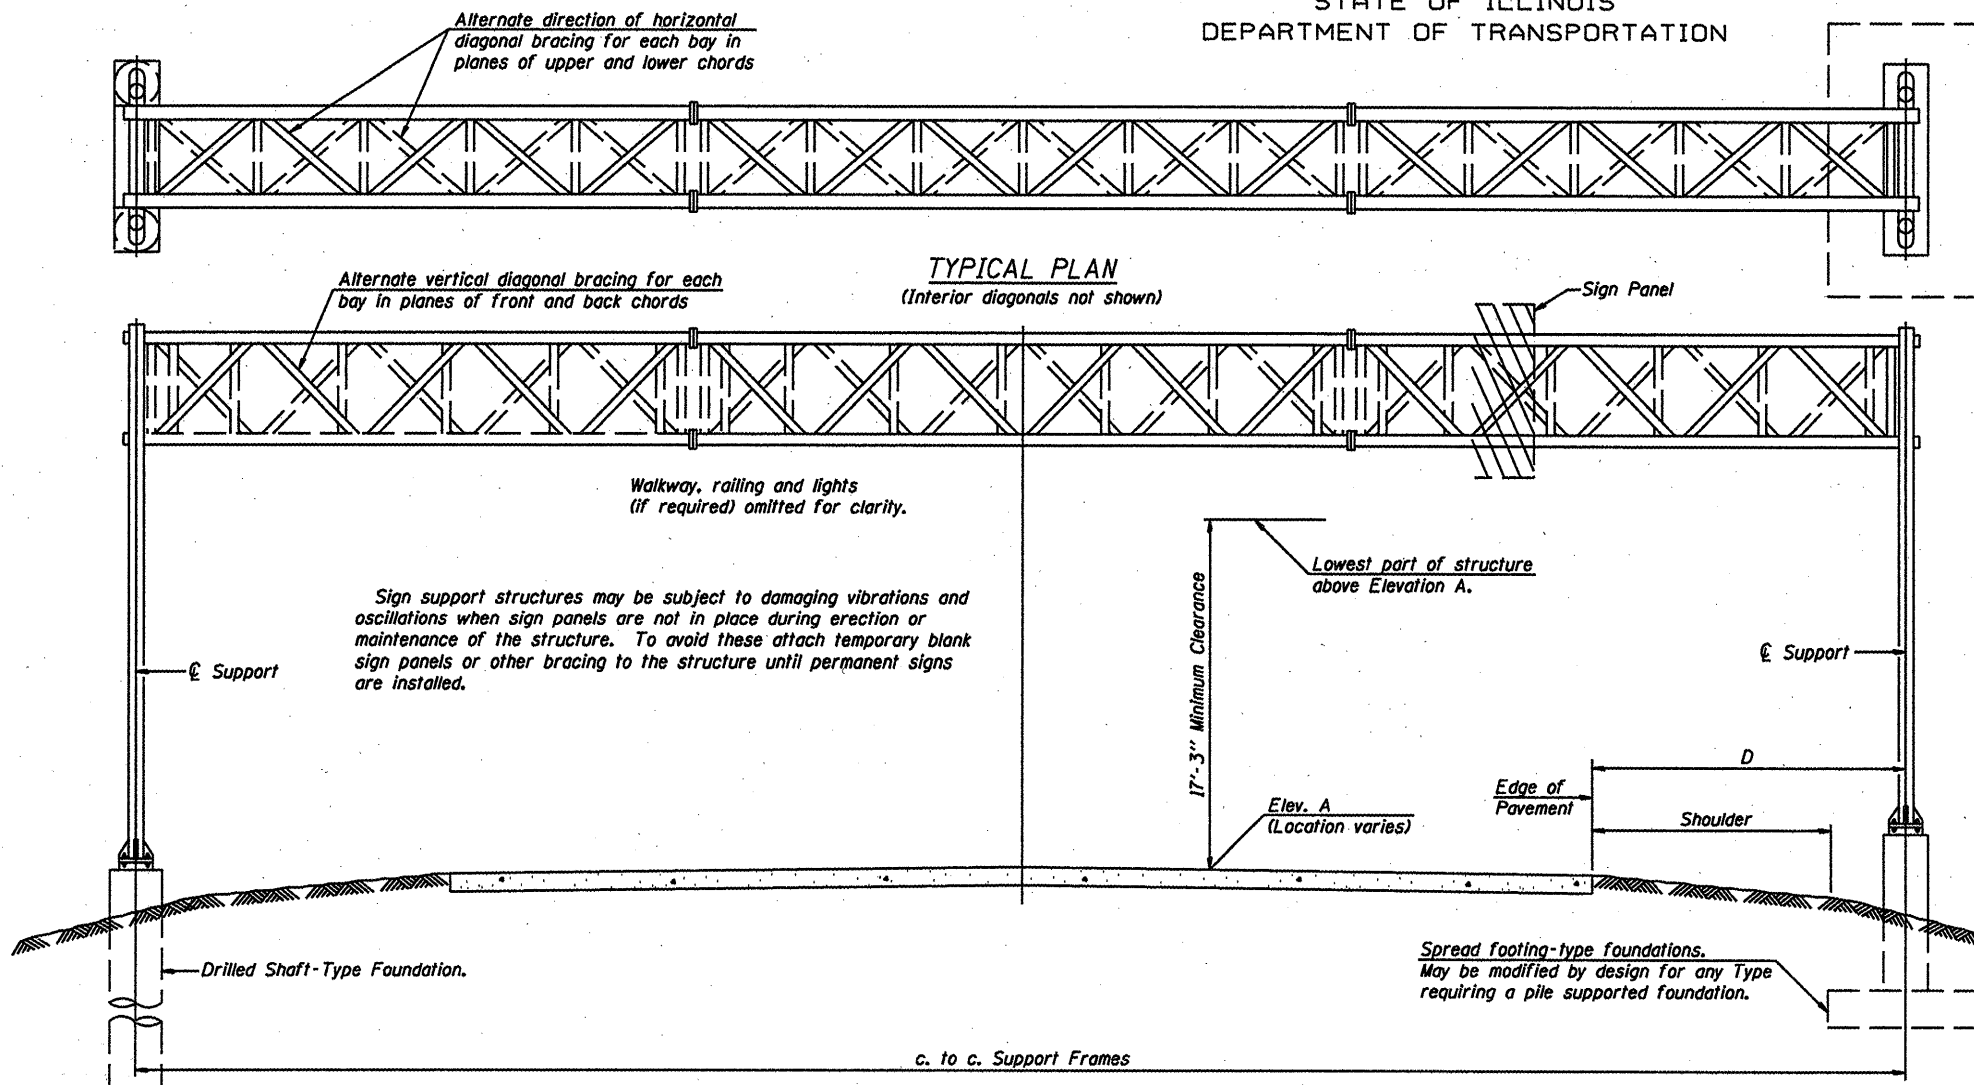 STATE OF ILLINOIS
DEPARTMENT OF TRANSPORTATION
Alternate direction of horizontal
diagonal bracing for each bay in
planes of upper and lower chords
TYPICAL PLAN
(Interior diagonals not shown)
Alternate vertical diagonal bracing for each
bay in planes of front and back chords
Sign Panel
Walkway, railing and lights
(if required) omitted for clarity.
Lowest part of structure
above Elevation A.
17'-3" Minimum Clearance
Sign support structures may be subject to damaging vibrations and
oscillations when sign panels are not in place during erection or
maintenance of the structure. To avoid these attach temporary blank
sign panels or other bracing to the structure until permanent signs
are installed.
℄ Support
℄ Support
D
Edge of
Pavement
Shoulder
Elev. A
(Location varies)
Drilled Shaft-Type Foundation.
Spread footing-type foundations.
May be modified by design for any Type
requiring a pile supported foundation.
c. to c. Support Frames